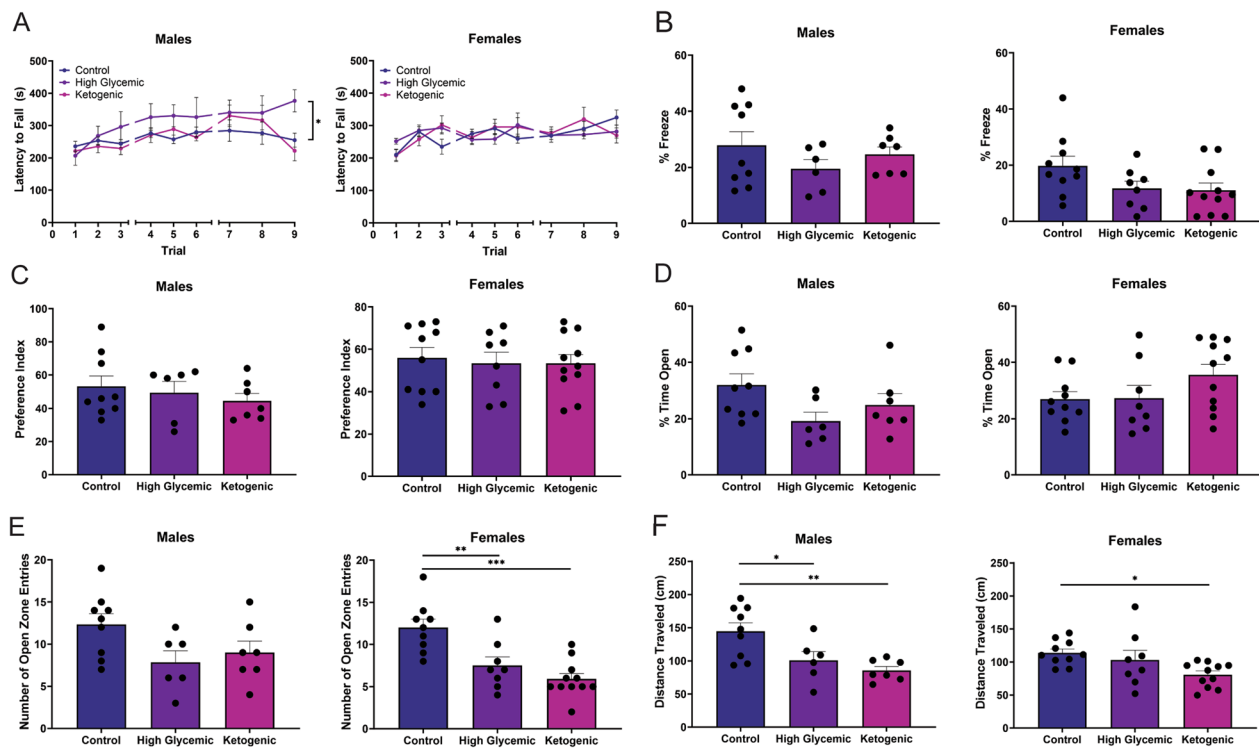 A
Males
500
400
300
200
100
0
Latency to Fall (s)
Control
High Glycemic
Ketogenic
*
0 1 2 3 4 5 6 7 8 9
Trial
Females
500
400
300
200
100
0
Latency to Fall (s)
Control
High Glycemic
Ketogenic
0 1 2 3 4 5 6 7 8 9
Trial
B
Males
60
40
20
0
% Freeze
Control High Glycemic Ketogenic
Females
60
40
20
0
% Freeze
Control High Glycemic Ketogenic
C
Males
100
80
60
40
20
0
Preference Index
Control High Glycemic Ketogenic
Females
80
60
40
20
0
Preference Index
Control High Glycemic Ketogenic
D
Males
60
40
20
0
% Time Open
Control High Glycemic Ketogenic
Females
60
40
20
0
% Time Open
Control High Glycemic Ketogenic
E
Males
20
15
10
5
0
Number of Open Zone Entries
Control High Glycemic Ketogenic
Females
**
***
20
15
10
5
0
Number of Open Zone Entries
Control High Glycemic Ketogenic
F
Males
*
**
250
200
150
100
50
0
Distance Traveled (cm)
Control High Glycemic Ketogenic
Females
*
250
200
150
100
50
0
Distance Traveled (cm)
Control High Glycemic Ketogenic